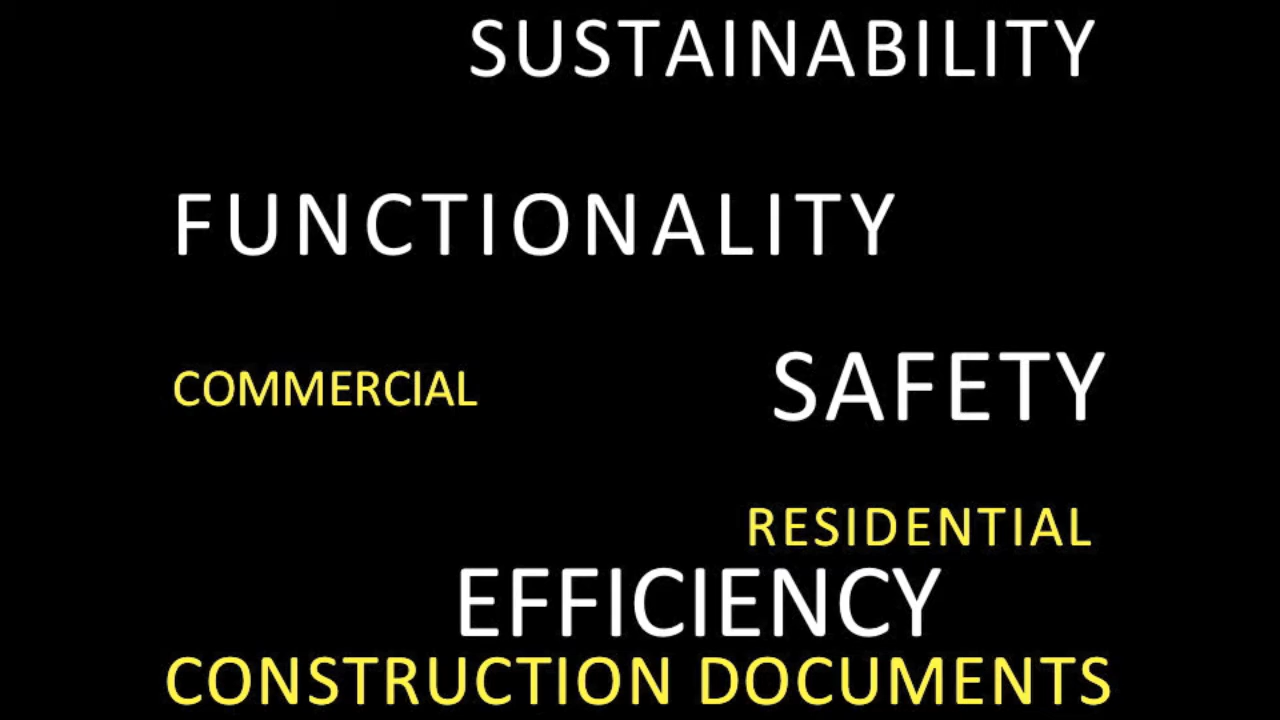 SUSTAINABILITY
FUNCTIONALITY
COMMERCIAL
SAFETY
RESIDENTIAL
EFFICIENCY
CONSTRUCTION DOCUMENTS